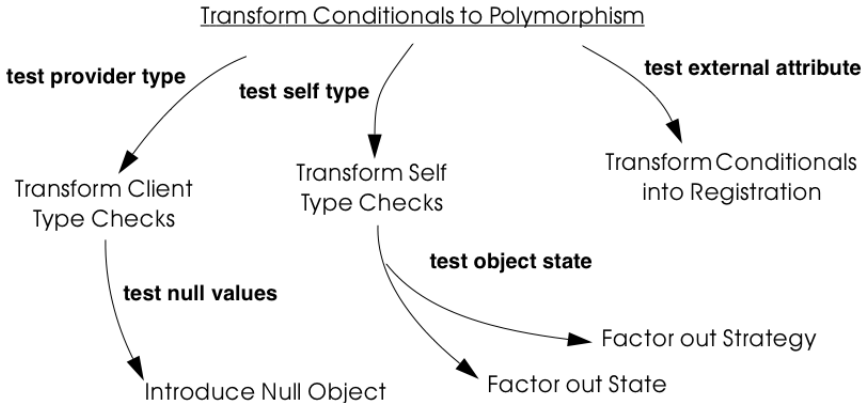 Transform Conditionals to Polymorphism
test provider type
test self type
test external attribute
Transform Client
Type Checks
Transform Self
Type Checks
Transform Conditionals
into Registration
test null values
test object state
Introduce Null Object
Factor out State
Factor out Strategy